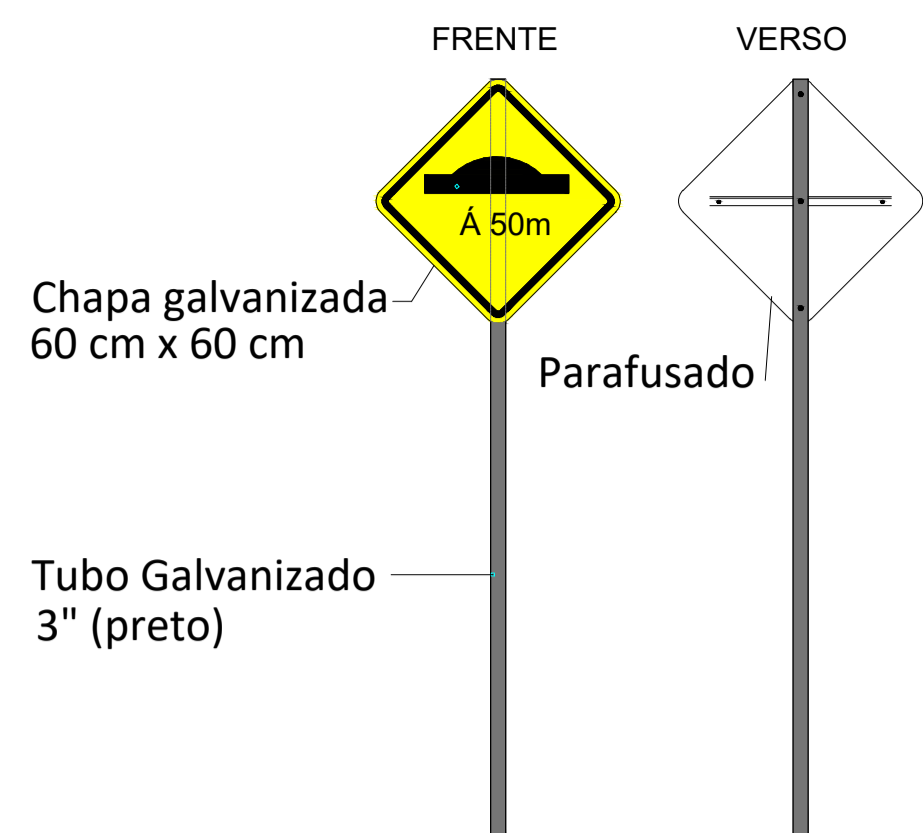 FRENTE
VERSO
Á 50m
Chapa galvanizada
60 cm x 60 cm
Parafusado
Tubo Galvanizado
3" (preto)